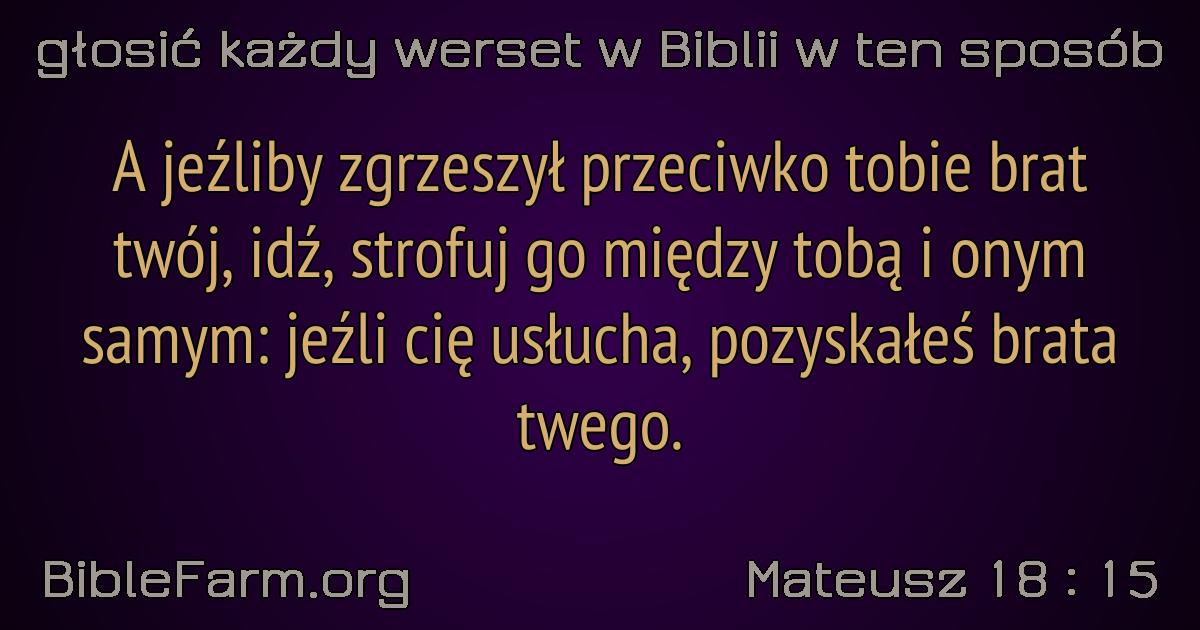 głosić każdy werset w Biblii w ten sposób
A jeźliby zgrzeszył przeciwko tobie brat
twój, idź, strofuj go między tobą i onym
samym: jeźli cię usłucha, pozyskałeś brata
twego.
BibleFarm.org
Mateusz 18 : 15